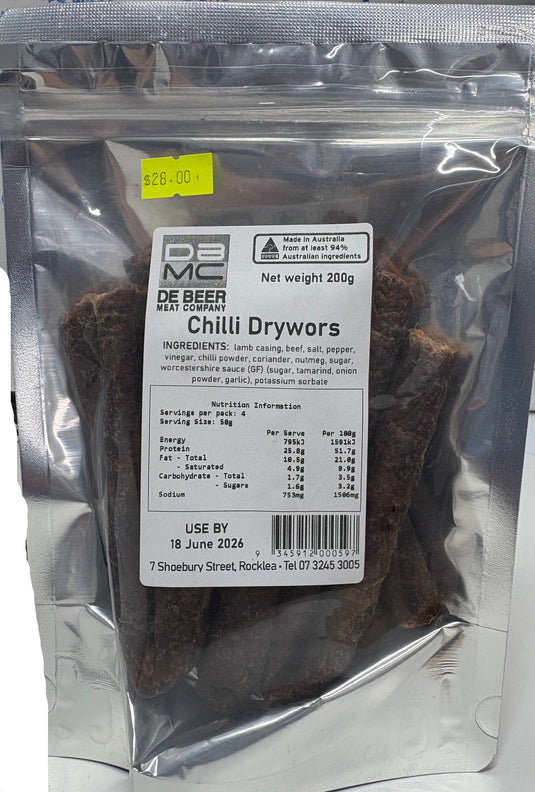 $28.00
DB
MC
DE BEER
MEAT COMPANY
Made in Australia
from at least 94%
Australian ingredients
Net weight 200g
Chilli Drywors
INGREDIENTS: lamb casing, beef, salt, pepper,
vinegar, chilli powder, coriander, nutmeg, sugar,
worcestershire sauce (GF) (sugar, tamarind, onion
powder, garlic), potassium sorbate
Nutrition Information
Servings per pack: 4
Serving Size: 50g
Per Serve Per 100g
Energy 795kJ 1591kJ
Protein 25.8g 51.7g
Fat - Total 10.5g 21.0g
- Saturated 4.9g 9.9g
Carbohydrate - Total 1.7g 3.5g
- Sugars 1.6g 3.2g
Sodium 753mg 1506mg
USE BY
18 June 2026
9 345912 000597
7 Shoebury Street, Rocklea • Tel 07 3245 3005